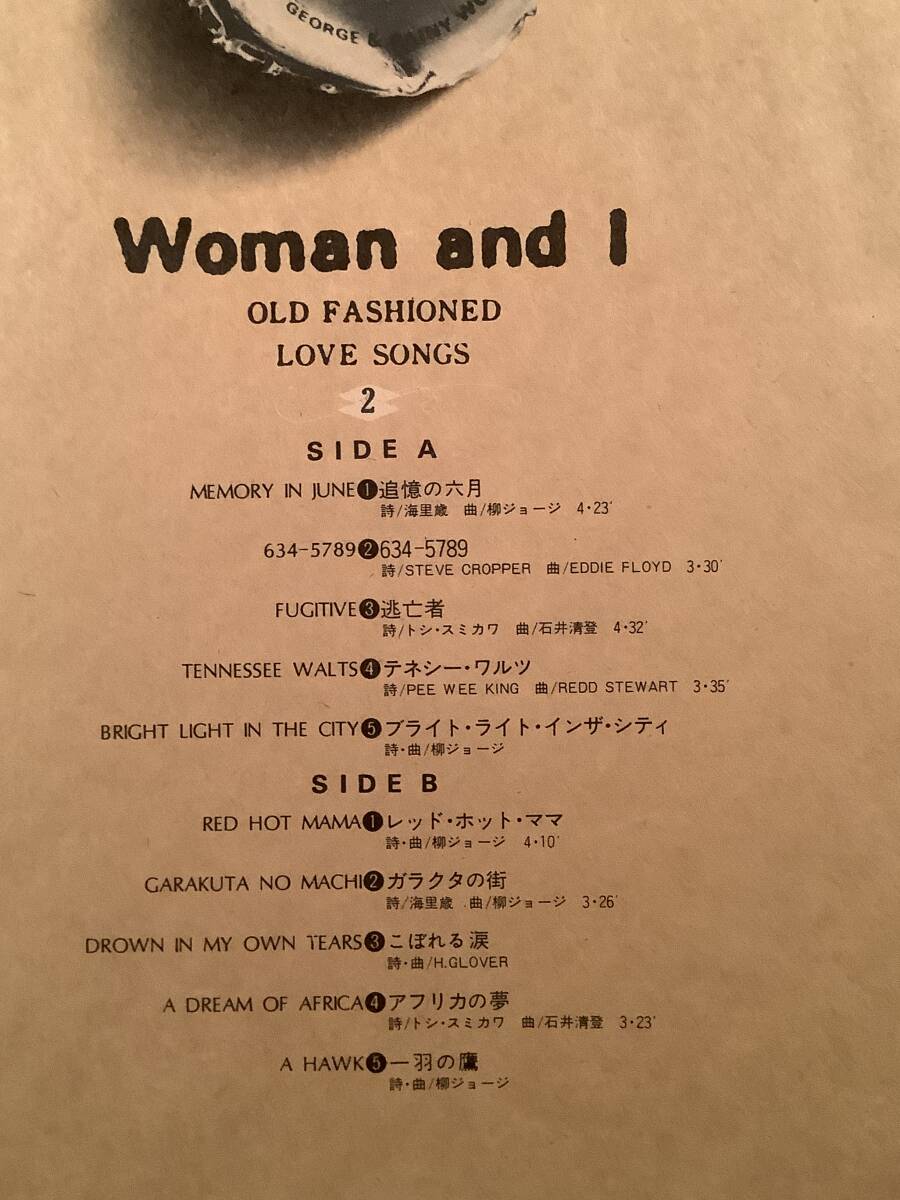 GEORGE & RAINY WO
Woman and I
OLD FASHIONED
LOVE SONGS
2
SIDE A
MEMORY IN JUNE❶追憶の六月
詩/海里歳 曲/柳ジョージ 4・23'
634-5789❷634-5789
詩/STEVE CROPPER 曲/EDDIE FLOYD 3・30'
FUGITIVE❸逃亡者
詩/トシ・スミカワ 曲/石井清登 4・32'
TENNESSEE WALTS❹テネシー・ワルツ
詩/PEE WEE KING 曲/REDD STEWART 3・35'
BRIGHT LIGHT IN THE CITY❺ブライト・ライト・インザ・シティ
詩・曲/柳ジョージ
SIDE B
RED HOT MAMA❶レッド・ホット・ママ
詩・曲/柳ジョージ 4・10'
GARAKUTA NO MACHI❷ガラクタの街
詩/海里歳 曲/柳ジョージ 3・26'
DROWN IN MY OWN TEARS❸こぼれる涙
詩・曲/H.GLOVER
A DREAM OF AFRICA❹アフリカの夢
詩/トシ・スミカワ 曲/石井清登 3・23'
A HAWK❺一羽の鷹
詩・曲/柳ジョージ